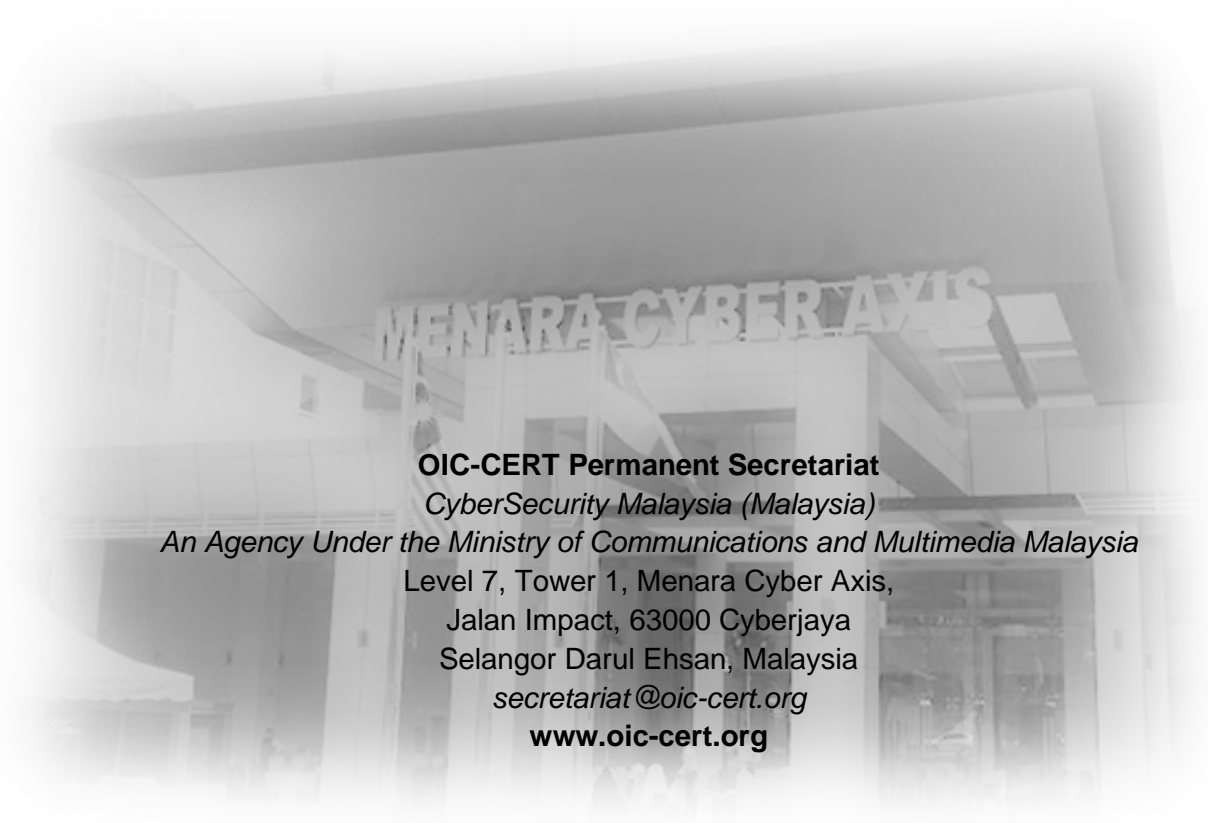 MENARA CYBER AXIS
OIC-CERT Permanent Secretariat
CyberSecurity Malaysia (Malaysia)
An Agency Under the Ministry of Communications and Multimedia Malaysia
Level 7, Tower 1, Menara Cyber Axis,
Jalan Impact, 63000 Cyberjaya
Selangor Darul Ehsan, Malaysia
secretariat@oic-cert.org
www.oic-cert.org